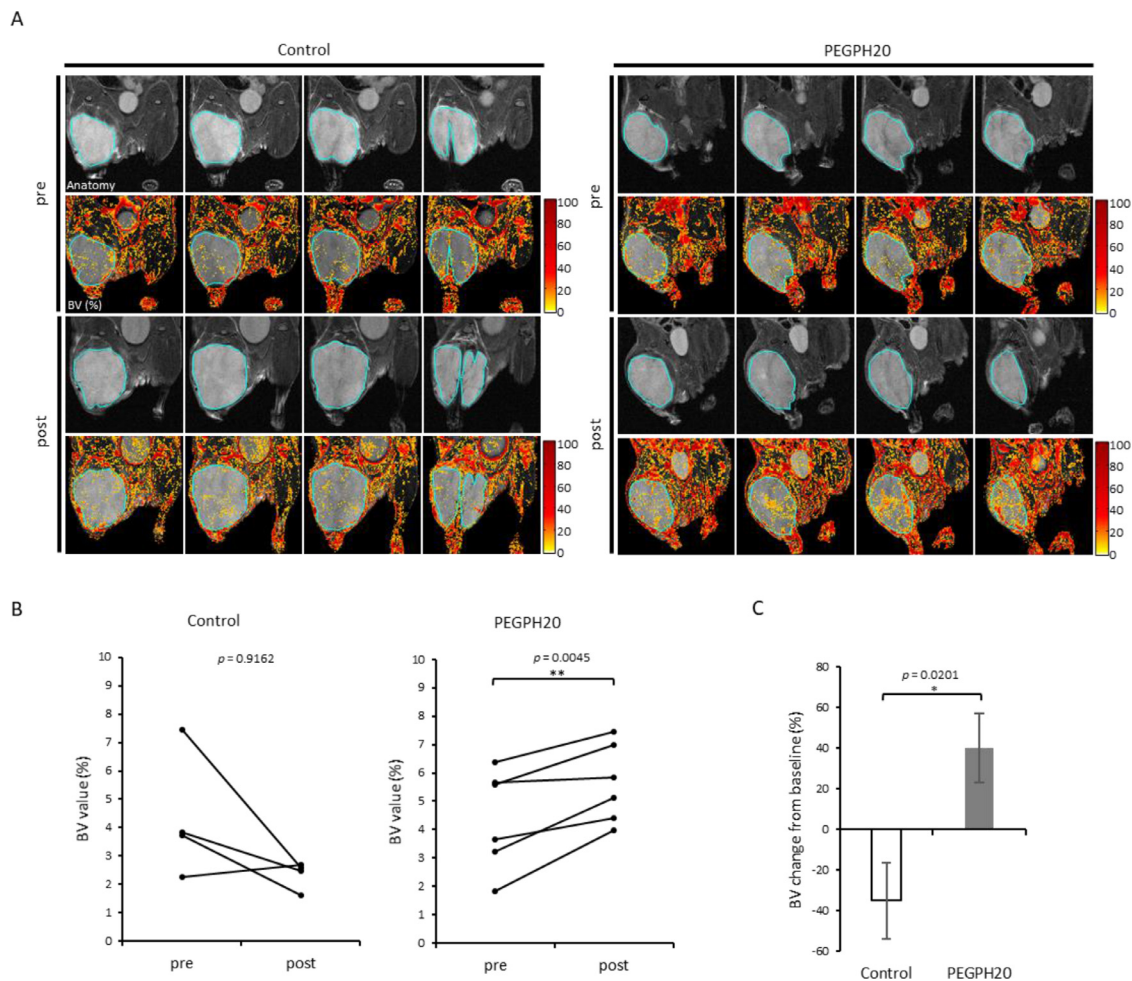 A
Control
PEGPH20
pre
Anatomy
100
80
60
40
20
0
BV (%)
post
100
80
60
40
20
0
pre
100
80
60
40
20
0
post
100
80
60
40
20
0
B
Control
p = 0.9162
BV value (%)
10
9
8
7
6
5
4
3
2
1
0
pre
post
PEGPH20
p = 0.0045
**
BV value (%)
10
9
8
7
6
5
4
3
2
1
0
pre
post
C
p = 0.0201
*
BV change from baseline (%)
80
60
40
20
0
-20
-40
-60
Control
PEGPH20